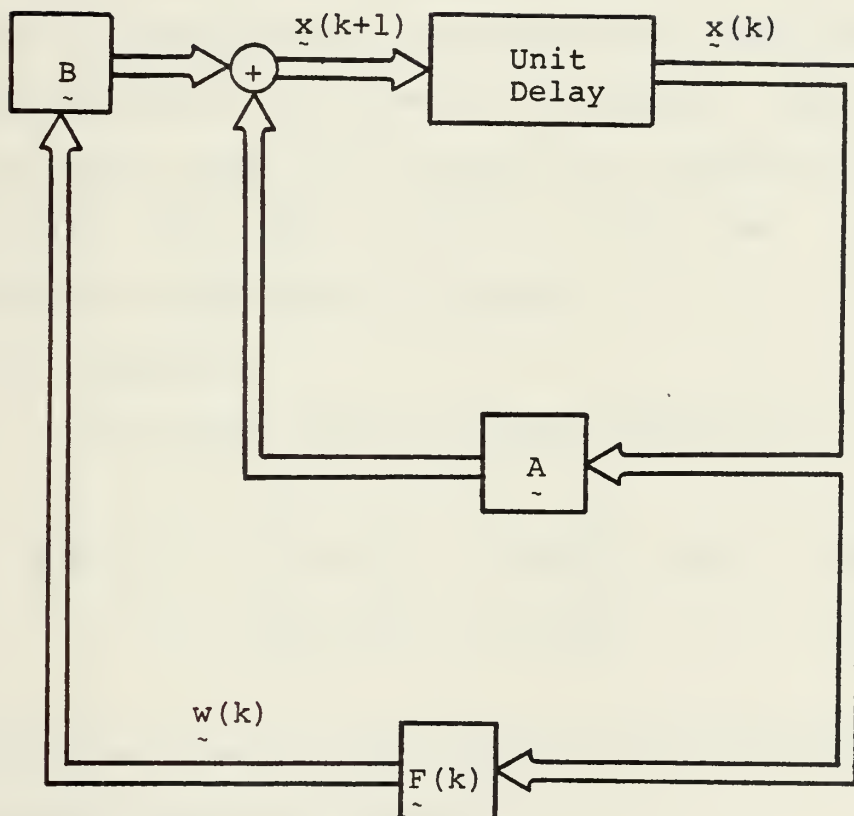 x(k+1)
x(k)
B
+
Unit
Delay
A
w(k)
F(k)